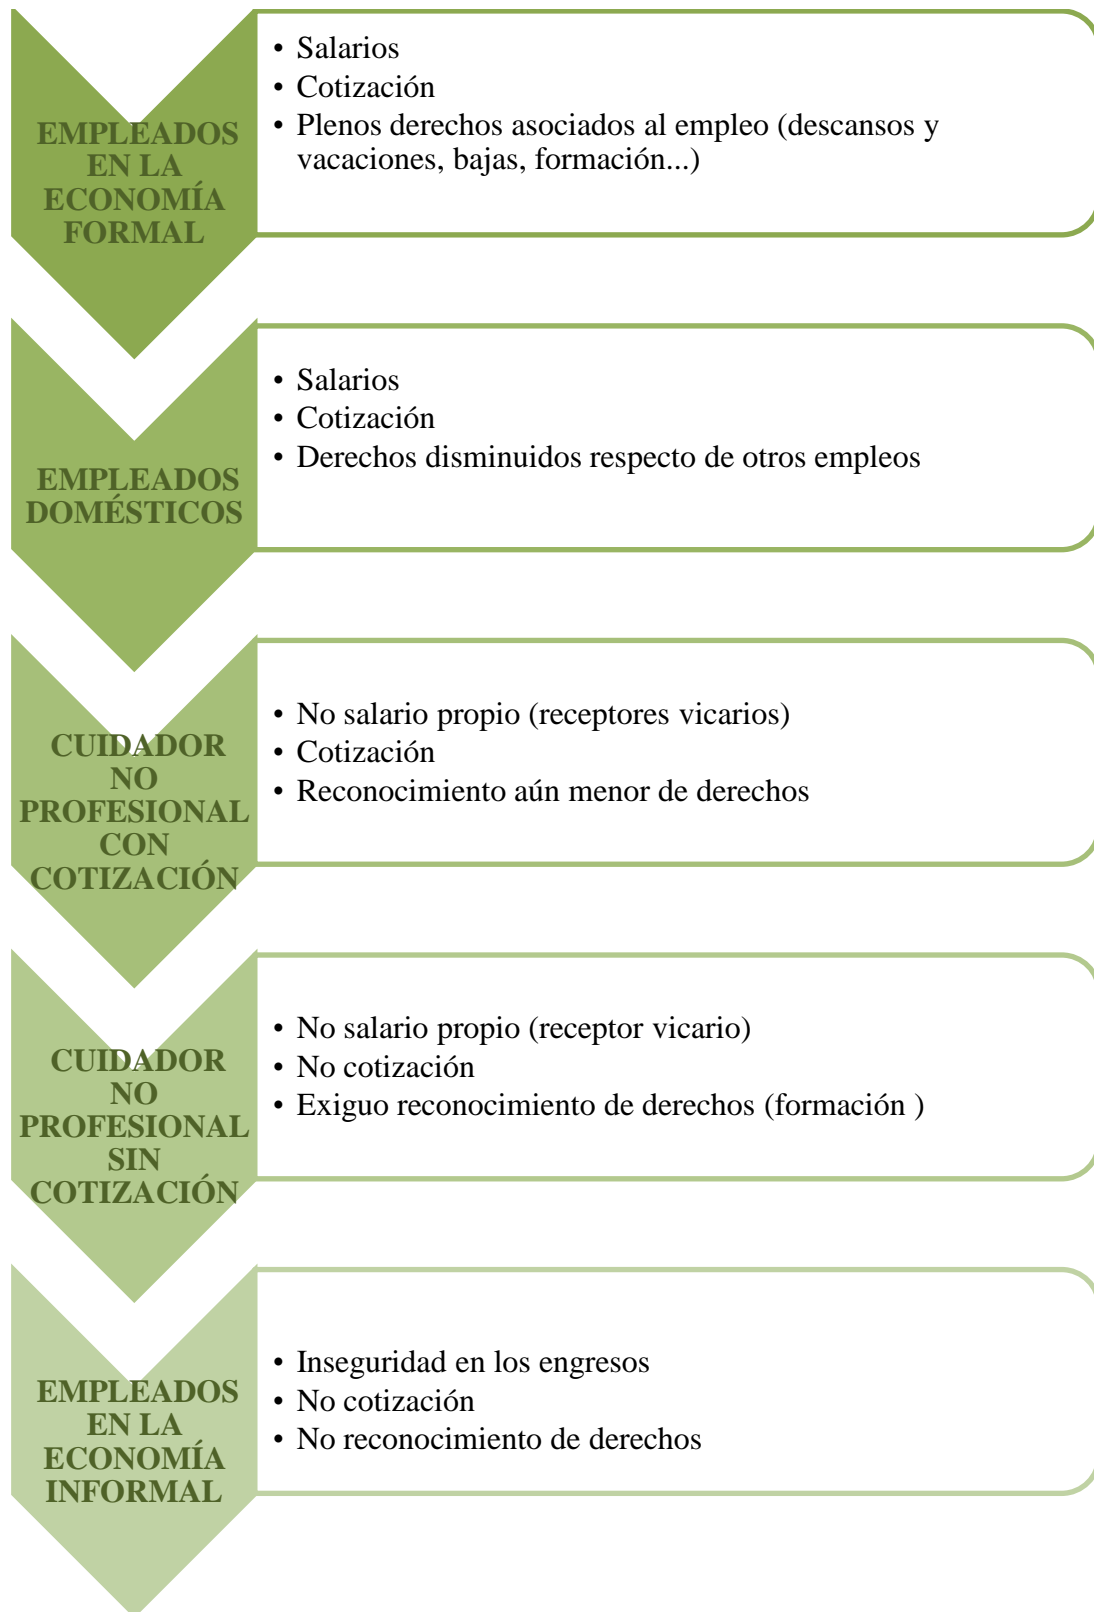 EMPLEADOS
EN LA
ECONOMÍA
FORMAL
• Salarios
• Cotización
• Plenos derechos asociados al empleo (descansos y
vacaciones, bajas, formación...)
EMPLEADOS
DOMÉSTICOS
• Salarios
• Cotización
• Derechos disminuidos respecto de otros empleos
CUIDADOR
NO
PROFESIONAL
CON
COTIZACIÓN
• No salario propio (receptores vicarios)
• Cotización
• Reconocimiento aún menor de derechos
CUIDADOR
NO
PROFESIONAL
SIN
COTIZACIÓN
• No salario propio (receptor vicario)
• No cotización
• Exiguo reconocimiento de derechos (formación )
EMPLEADOS
EN LA
ECONOMÍA
INFORMAL
• Inseguridad en los engresos
• No cotización
• No reconocimiento de derechos